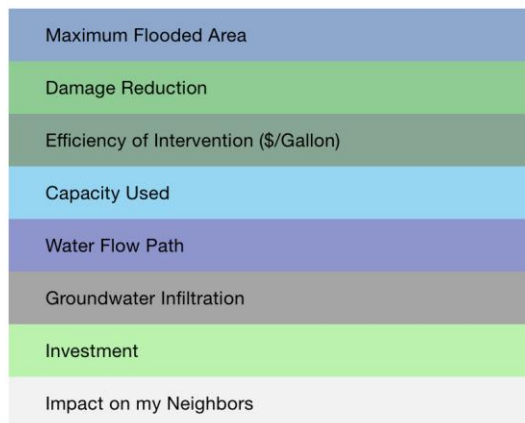 Maximum Flooded Area
Damage Reduction
Efficiency of Intervention ($/Gallon)
Capacity Used
Water Flow Path
Groundwater Infiltration
Investment
Impact on my Neighbors